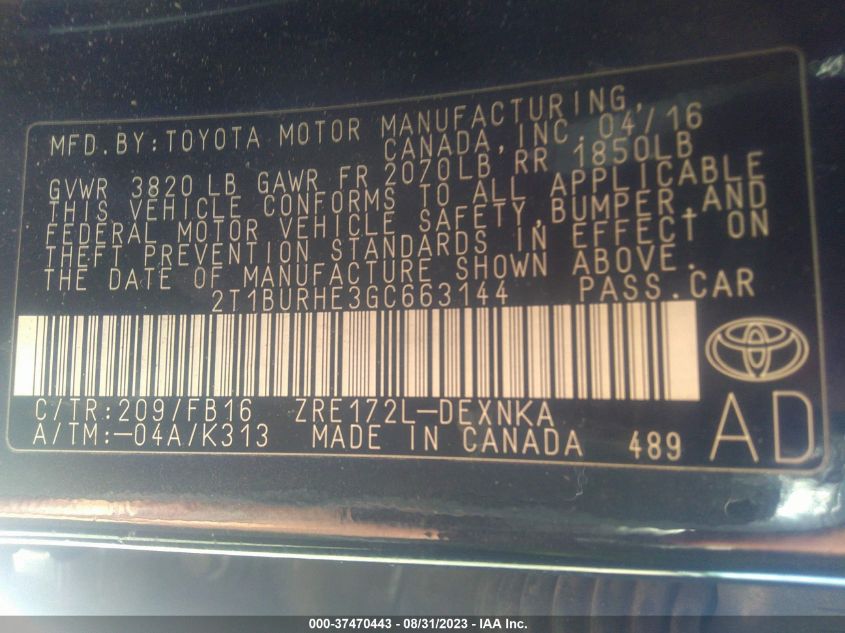 MFD.BY:TOYOTA MOTOR MANUFACTURING,
CANADA, INC. 04/16
GVWR 3820 LB GAWR FR 2070LB RR 1850LB
THIS VEHICLE CONFORMS TO ALL APPLICABLE
FEDERAL MOTOR VEHICLE SAFETY, BUMPER, AND
THEFT PREVENTION STANDARDS IN EFFECT ON
THE DATE OF MANUFACTURE SHOWN ABOVE.
2T1BURHE3GC663144 PASS.CAR
C/TR:209/FB16 ZRE172L-DEXNKA
A/TM:-04A/K313 MADE IN CANADA 489 AD
000-37470443 - 08/31/2023 - IAA Inc.